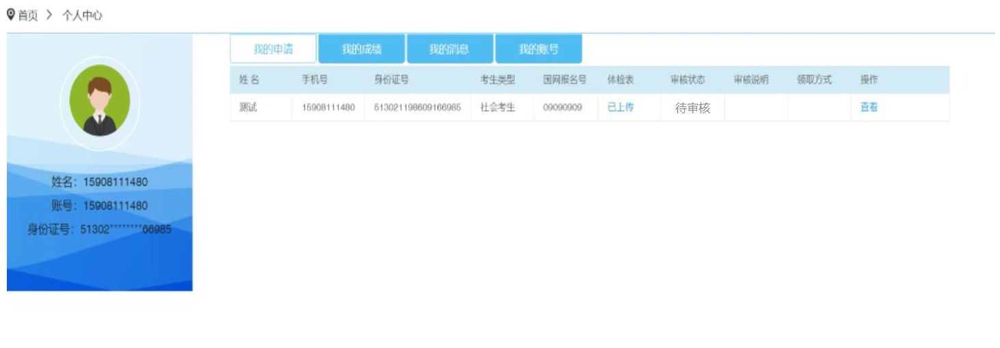 首页 > 个人中心
我的申请 我的成绩 我的消息 我的账号
姓 名 手机号 身份证号 考生类型 国网报名号 体检表 审核状态 审核说明 领取方式 操作
测试 15908111480 513021198609166985 社会考生 09090909 已上传 待审核 查看
姓名：15908111480
账号：15908111480
身份证号：51302********66985